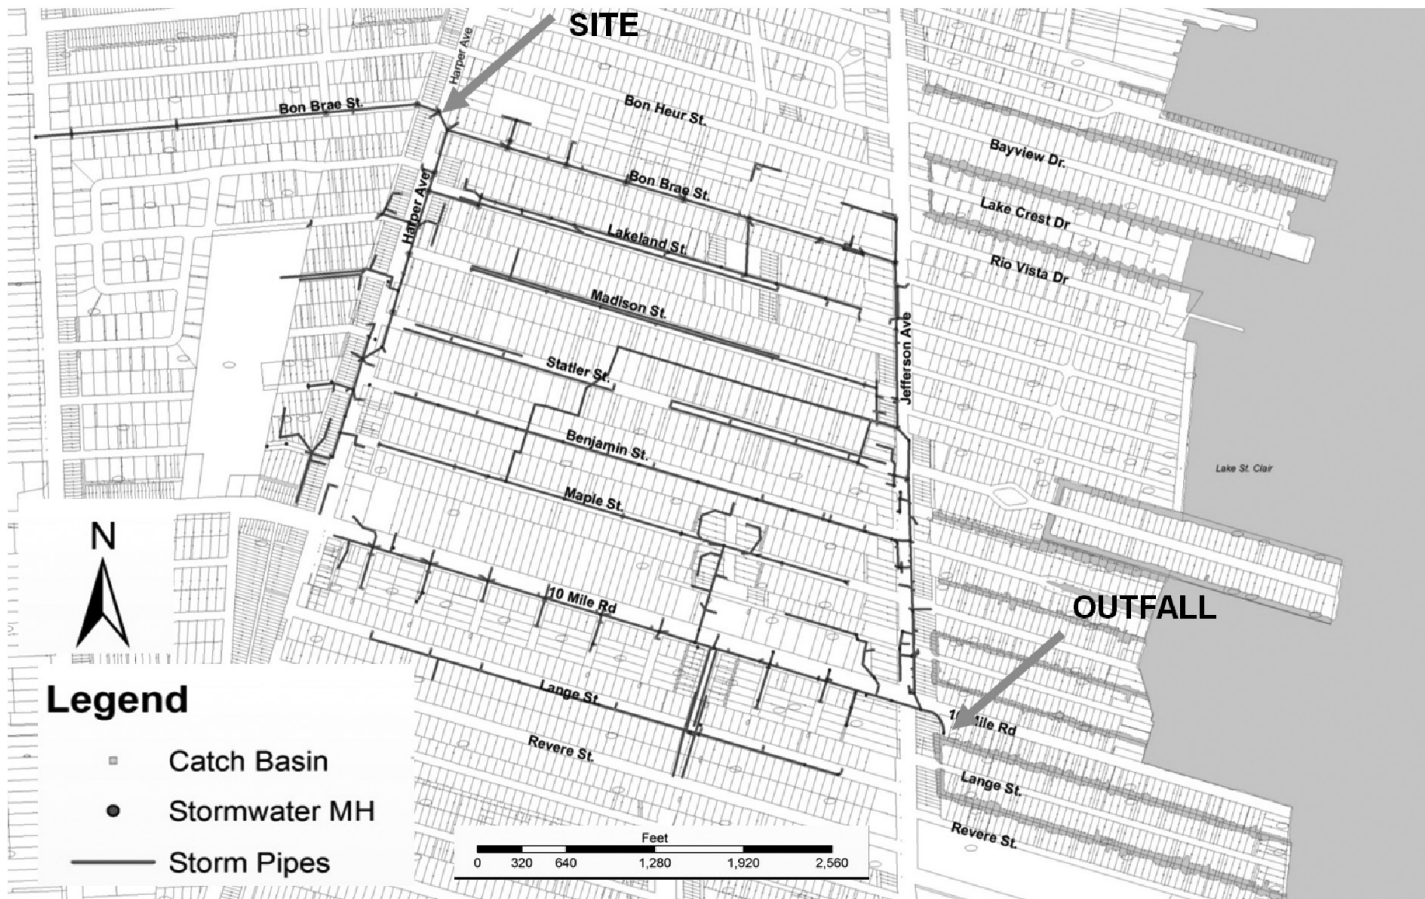 SITE
Harper Ave
Bon Brae St.
Bon Heur St.
Bayview Dr.
Bon Brae St.
Harper Ave
Lake Crest Dr
Lakeland St.
Rio Vista Dr
Madison St.
Jefferson Ave
Statler St.
Benjamin St.
Lake St. Clair
Maple St.
N
10 Mile Rd
OUTFALL
Legend
Lange St.
Mile Rd
Revere St.
Catch Basin
Lange St.
Stormwater MH
Revere St.
Feet
Storm Pipes
0 320 640 1,280 1,920 2,560